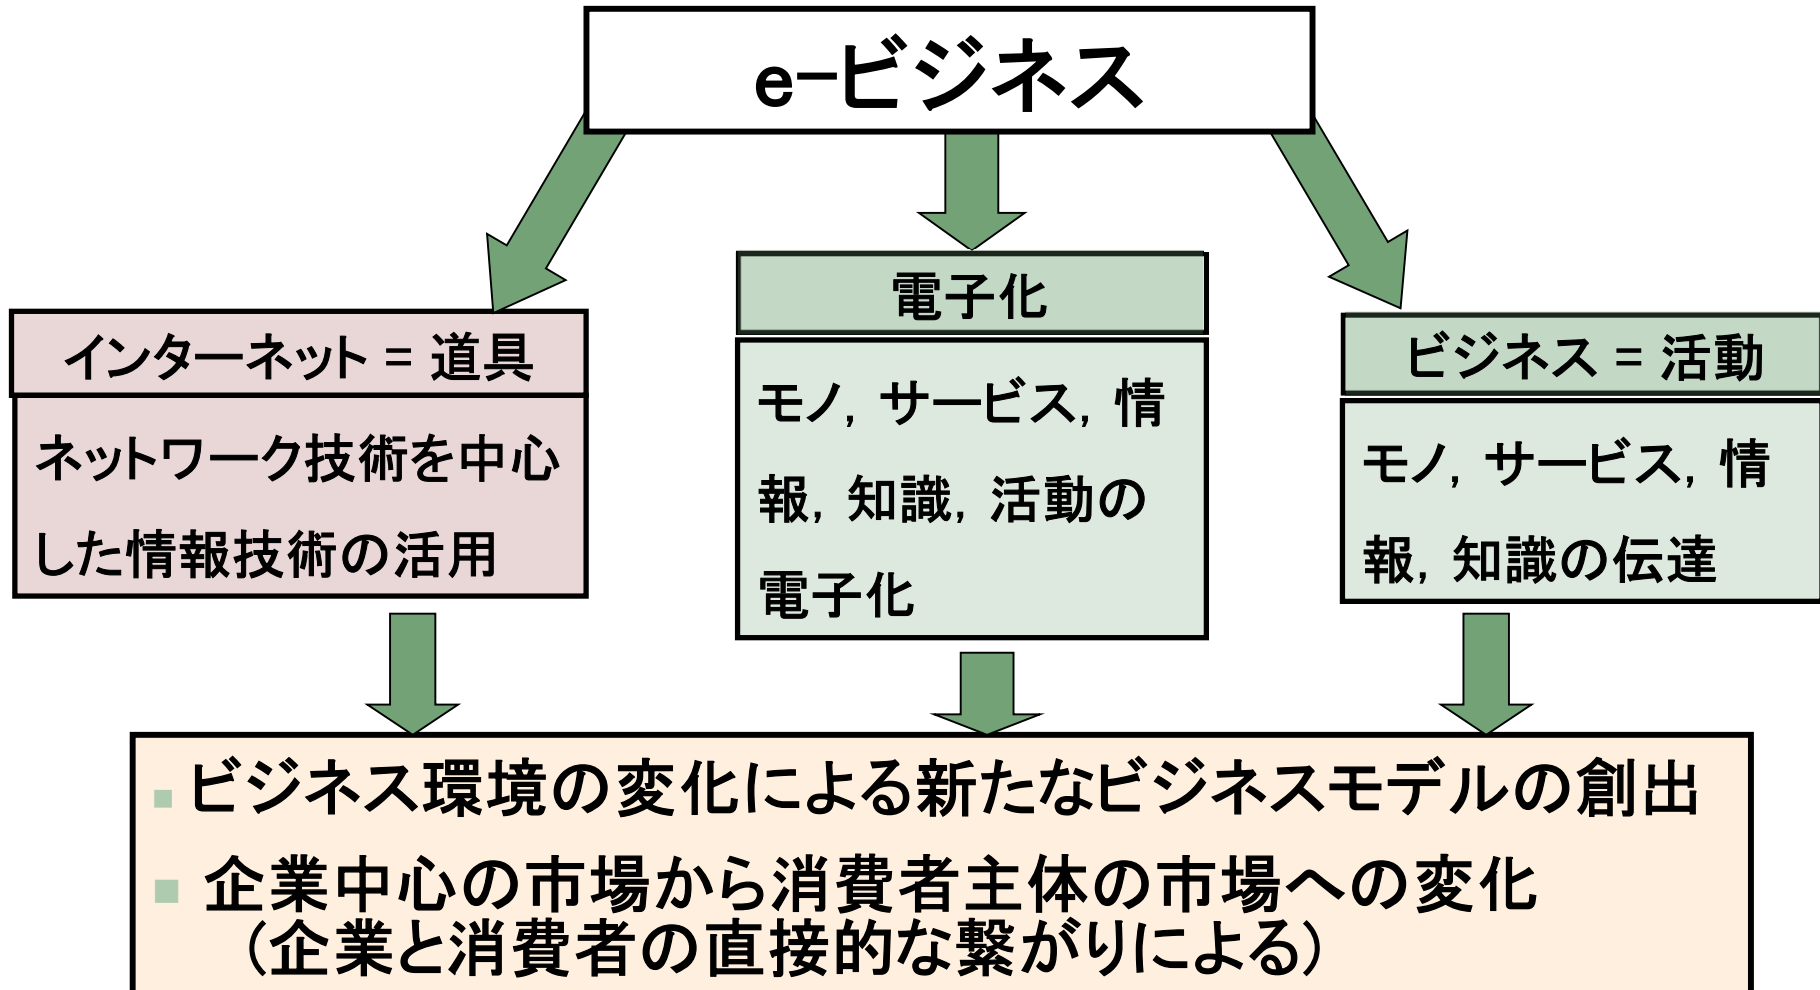 e-ビジネス
インターネット = 道具
ネットワーク技術を中心
した情報技術の活用
電子化
モノ, サービス, 情
報, 知識, 活動の
電子化
ビジネス = 活動
モノ, サービス, 情
報, 知識の伝達
ビジネス環境の変化による新たなビジネスモデルの創出
企業中心の市場から消費者主体の市場への変化
（企業と消費者の直接的な繋がりによる）